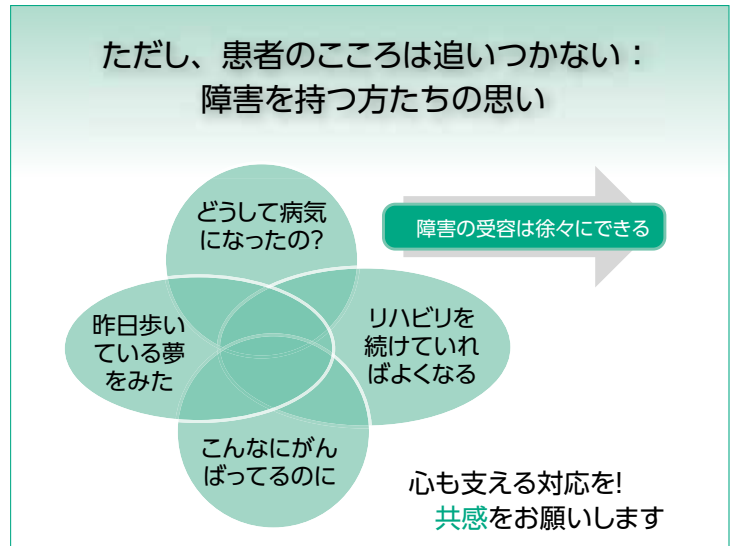 ただし、患者のこころは追いつかない：
障害を持つ方たちの思い
どうして病気
になったの？
障害の受容は徐々にできる
昨日歩い
ている夢
をみた
リハビリを
続けていれ
ばよくなる
こんなにがん
ばってるのに
心も支える対応を！
共感をお願いします